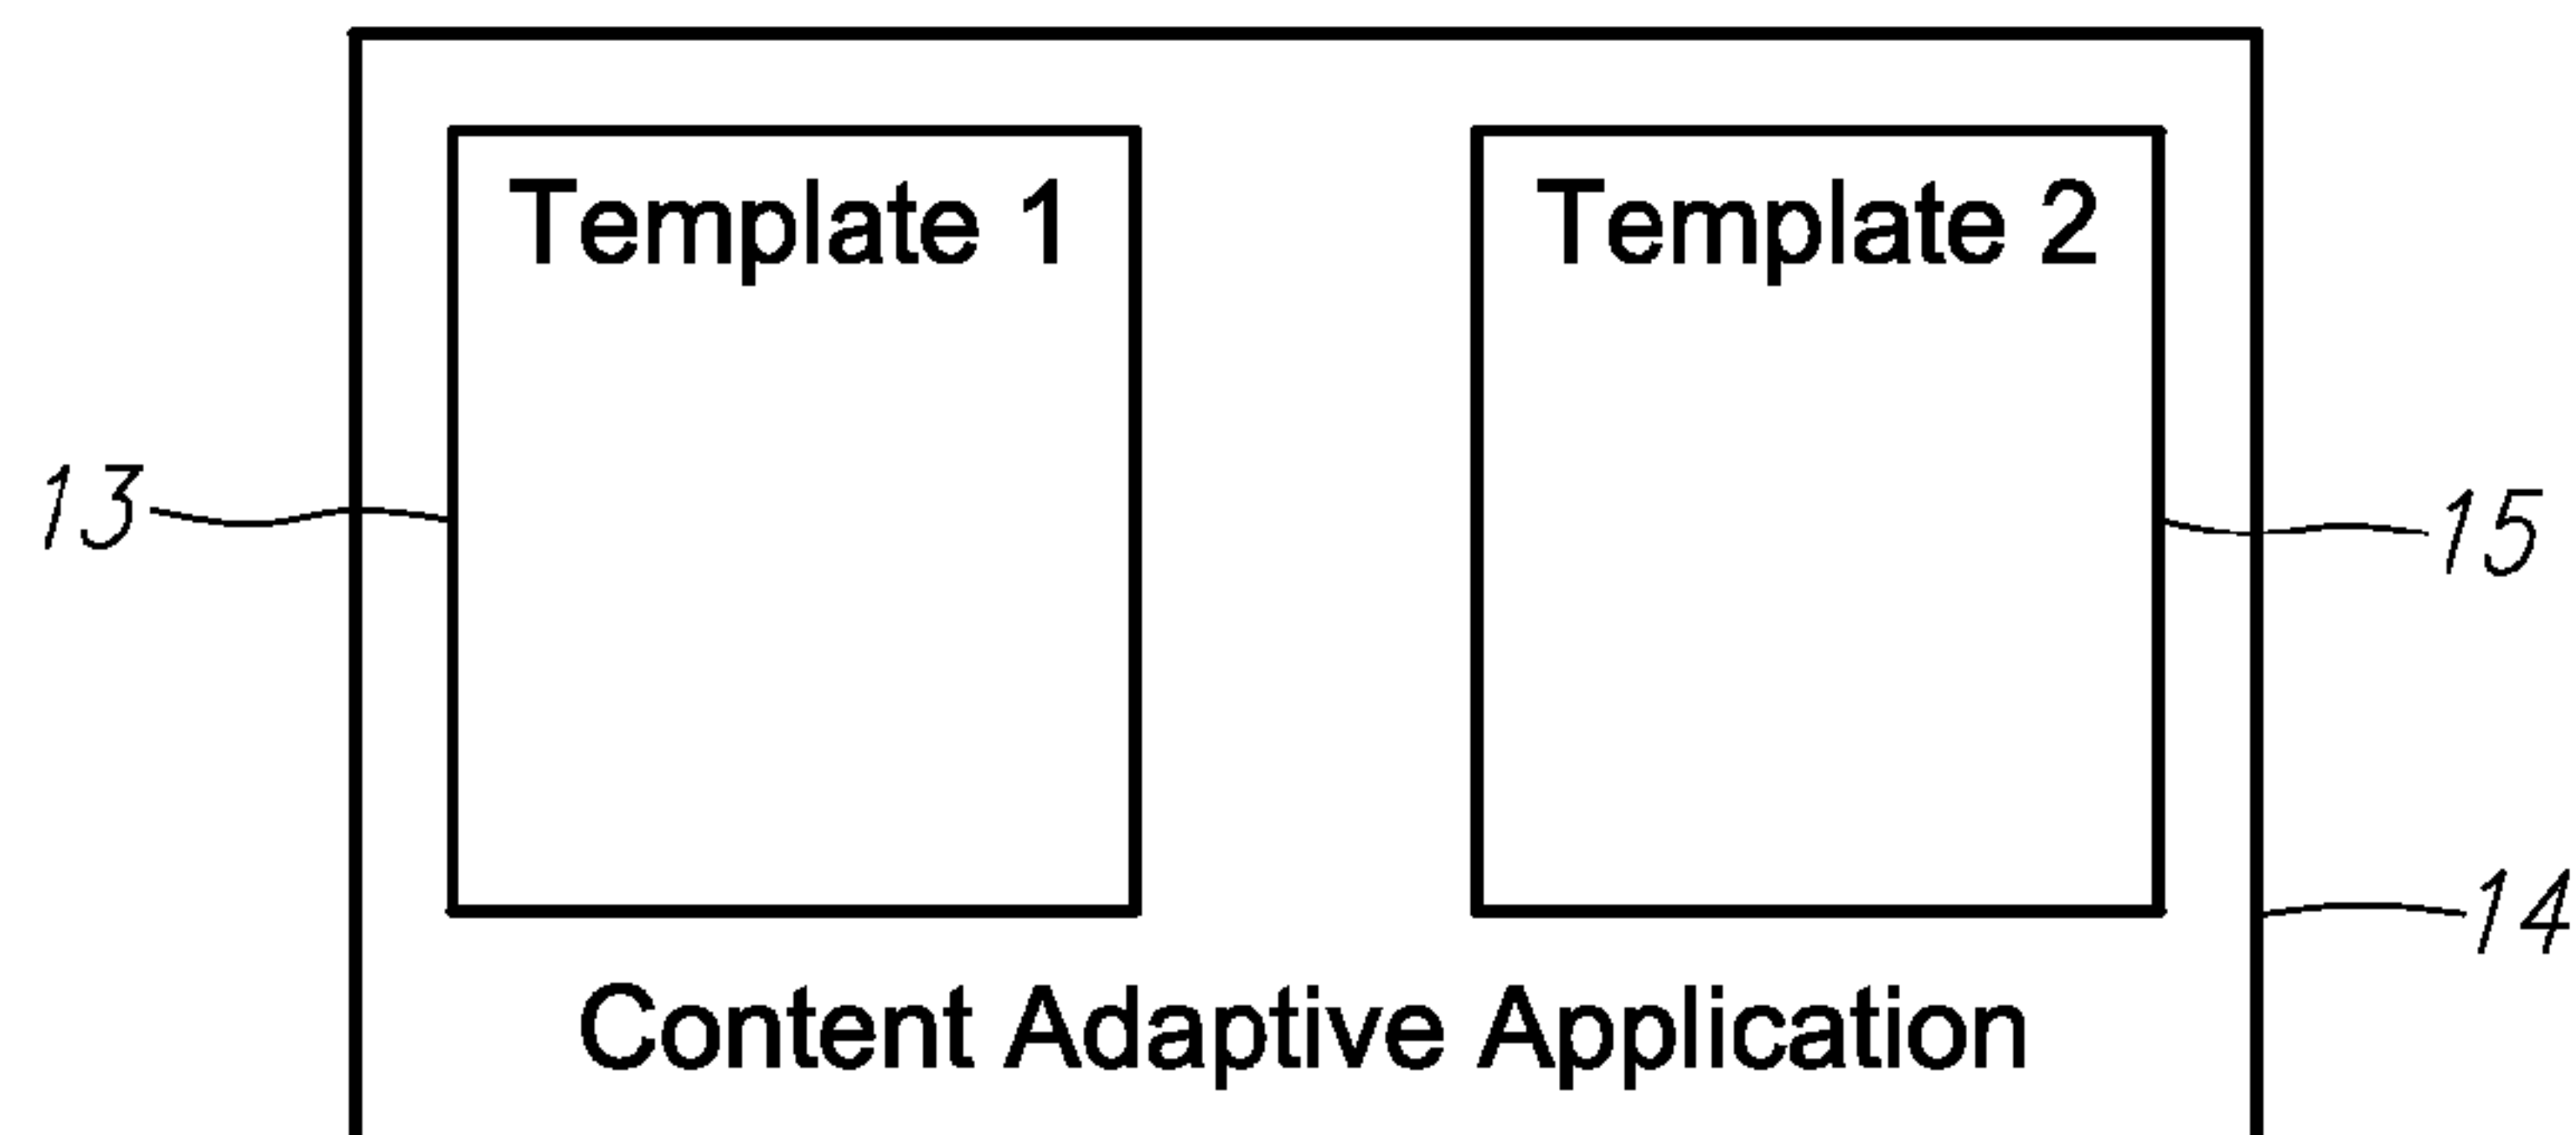 Template 1
Template 2
13
15
14
Content Adaptive Application